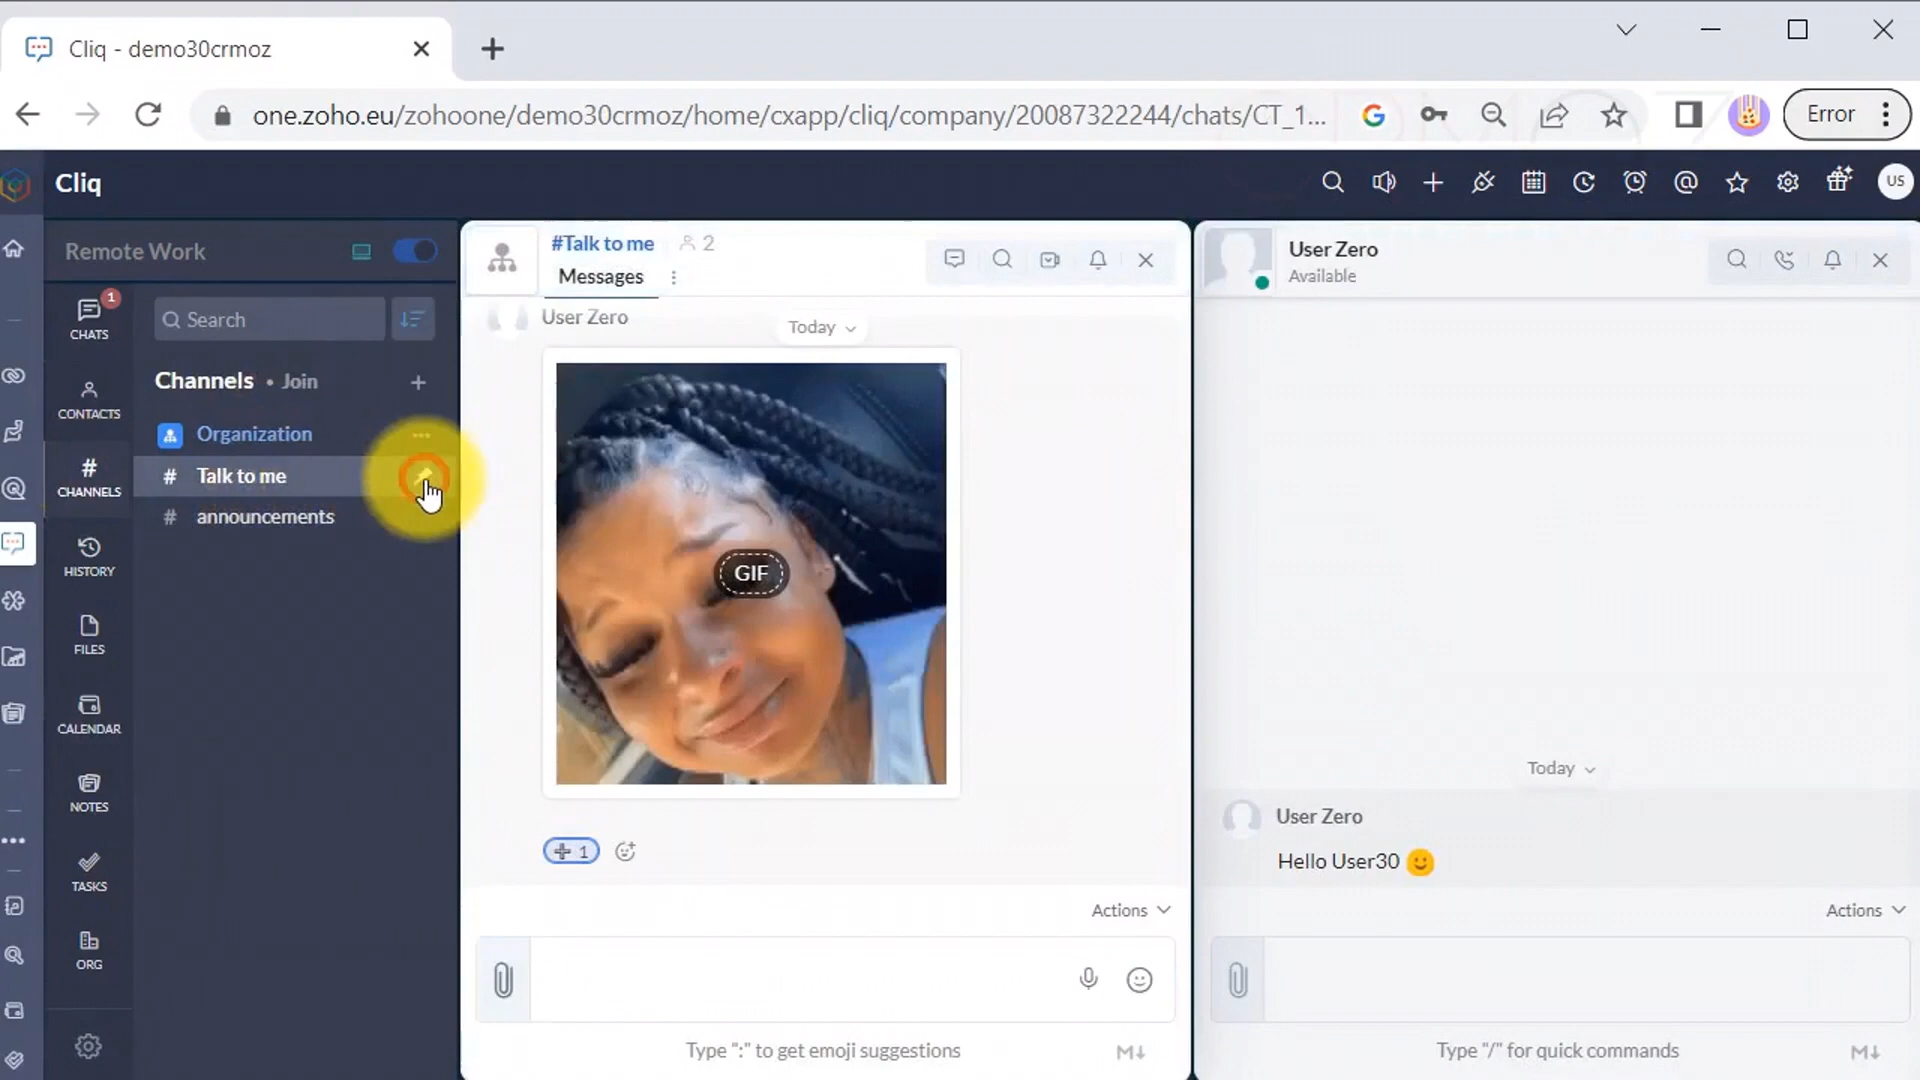 Cliq - demo30crmoz
one.zoho.eu/zohoone/demo30crmoz/home/cxapp/cliq/company/20087322244/chats/CT_1...
Error
Cliq
US
Remote Work
1
CHATS
CONTACTS
CHANNELS
HISTORY
FILES
CALENDAR
NOTES
TASKS
ORG
Search
Channels • Join
Organization
# Talk to me
# announcements
#Talk to me 2
Messages
User Zero
Today
GIF
1
Actions
Type ":" to get emoji suggestions
M↓
User Zero
Available
Today
User Zero
Hello User30 🙂
Actions
Type "/" for quick commands
M↓